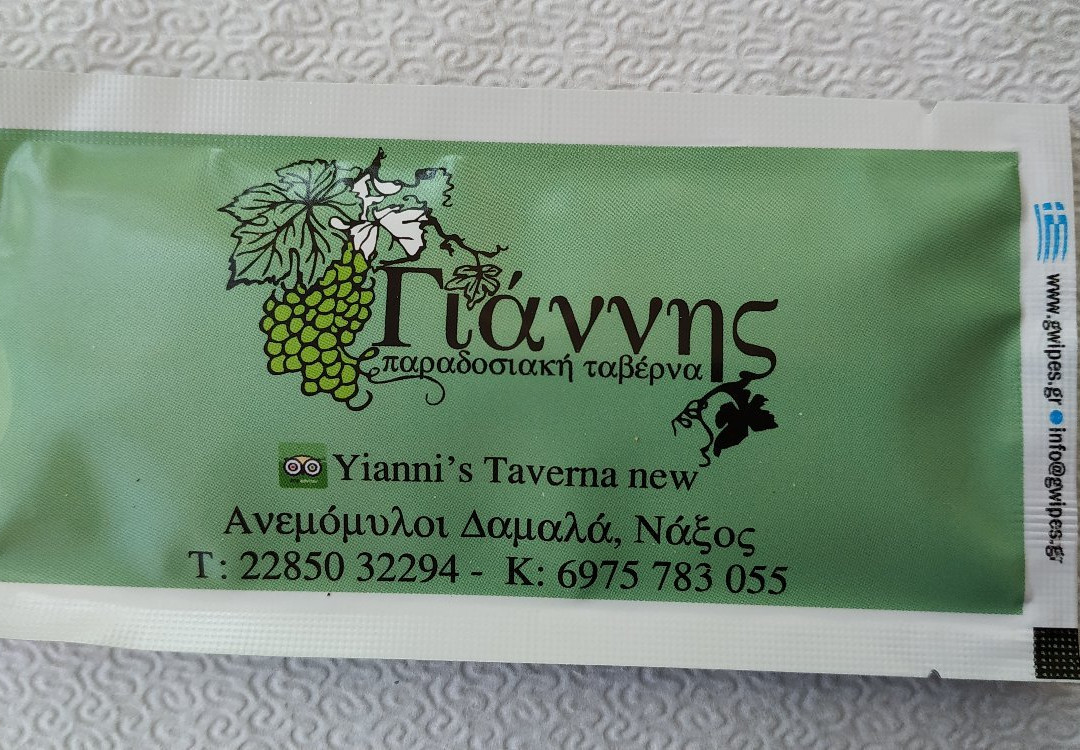 Γιάννης
παραδοσιακή ταβέρνα
Yianni's Taverna new
Ανεμόμυλοι Δαμαλά, Νάξος
Τ: 22850 32294 - Κ: 6975 783 055
www.gwipes.gr • info@gwipes.gr